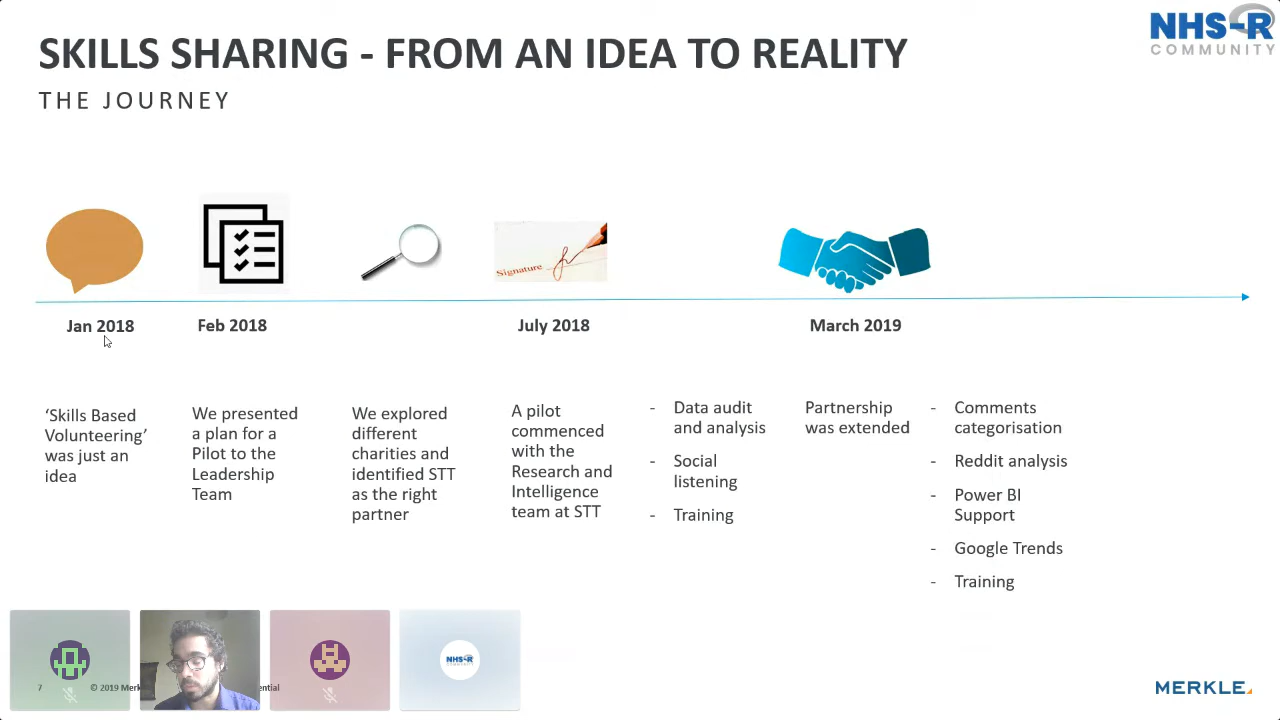 SKILLS SHARING - FROM AN IDEA TO REALITY
THE JOURNEY
NHS-R
COMMUNITY
Signature
Jan 2018
Feb 2018
July 2018
March 2019
'Skills Based
Volunteering'
was just an
idea
We presented
a plan for a
Pilot to the
Leadership
Team
We explored
different
charities and
identified STT
as the right
partner
A pilot
commenced
with the
Research and
Intelligence
team at STT
- Data audit
and analysis
- Social
listening
- Training
Partnership
was extended
- Comments
categorisation
- Reddit analysis
- Power BI
Support
- Google Trends
- Training
7
© 2019 Merk
ential
NHS-R
COMMUNITY
MERKLE